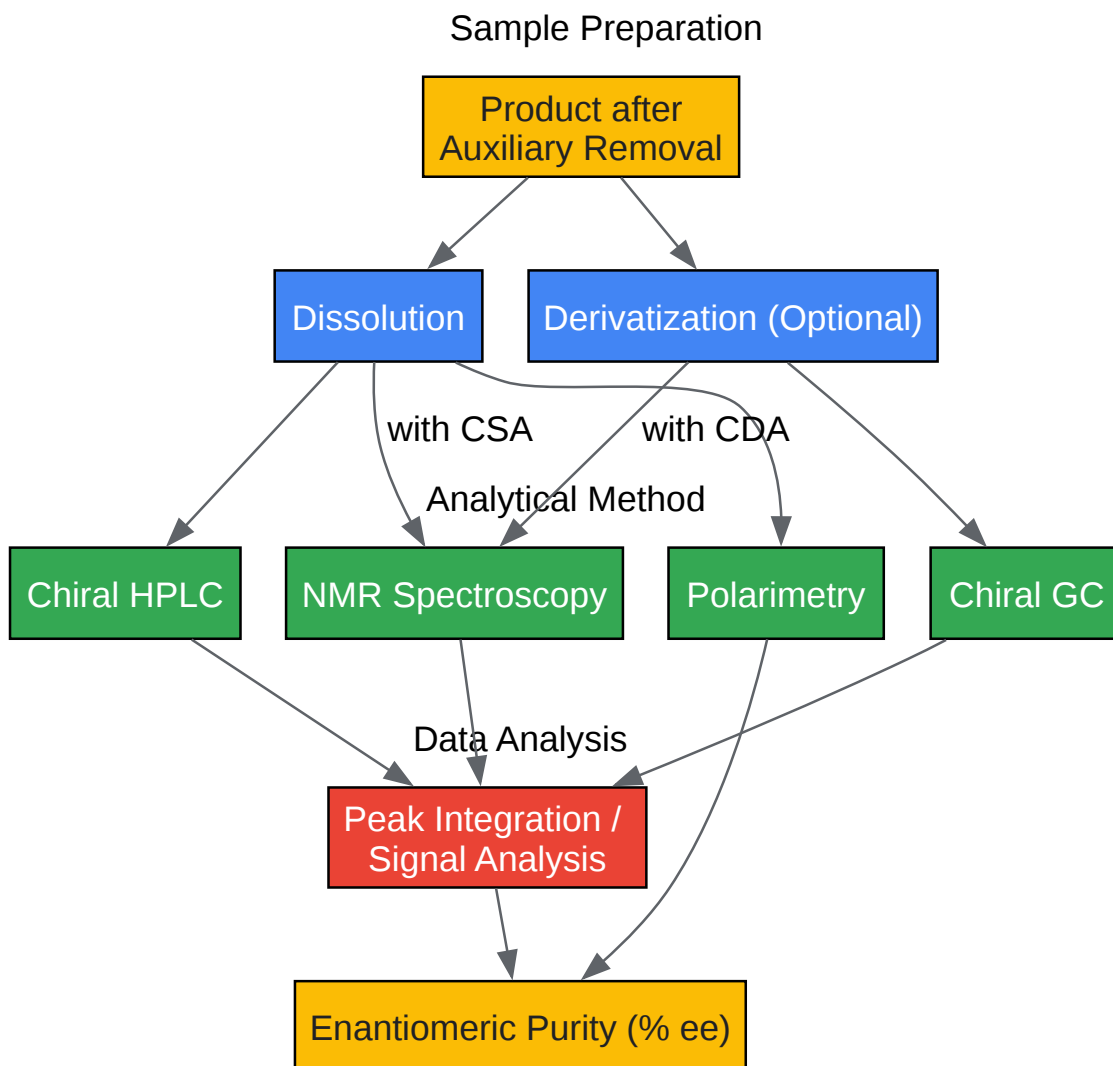 Sample Preparation
Product after
Auxiliary Removal
Dissolution
Derivatization (Optional)
with CSA
with CDA
Analytical Method
Chiral HPLC
NMR Spectroscopy
Polarimetry
Chiral GC
Data Analysis
Peak Integration /
Signal Analysis
Enantiomeric Purity (% ee)